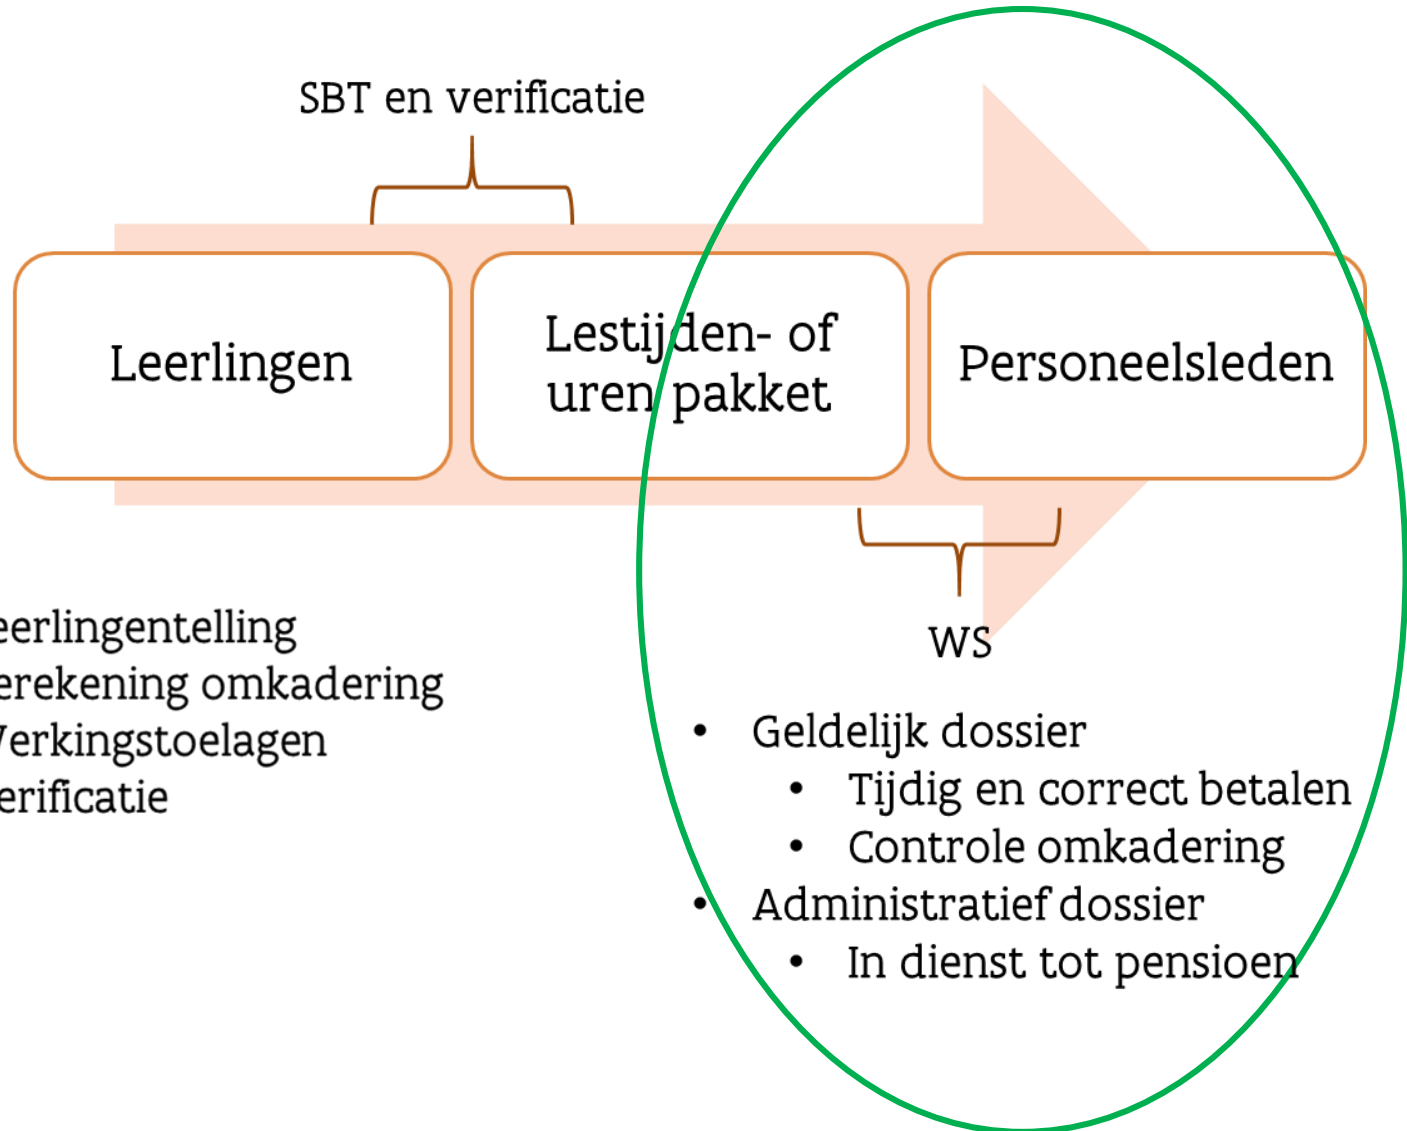 SBT en verificatie
Leerlingen
Lestijden- of
uren pakket
Personeelsleden
WS
eerlingentelling
erekening omkadering
Werkingstoelagen
erificatie
• Geldelijk dossier
• Tijdig en correct betalen
• Controle omkadering
• Administratief dossier
• In dienst tot pensioen